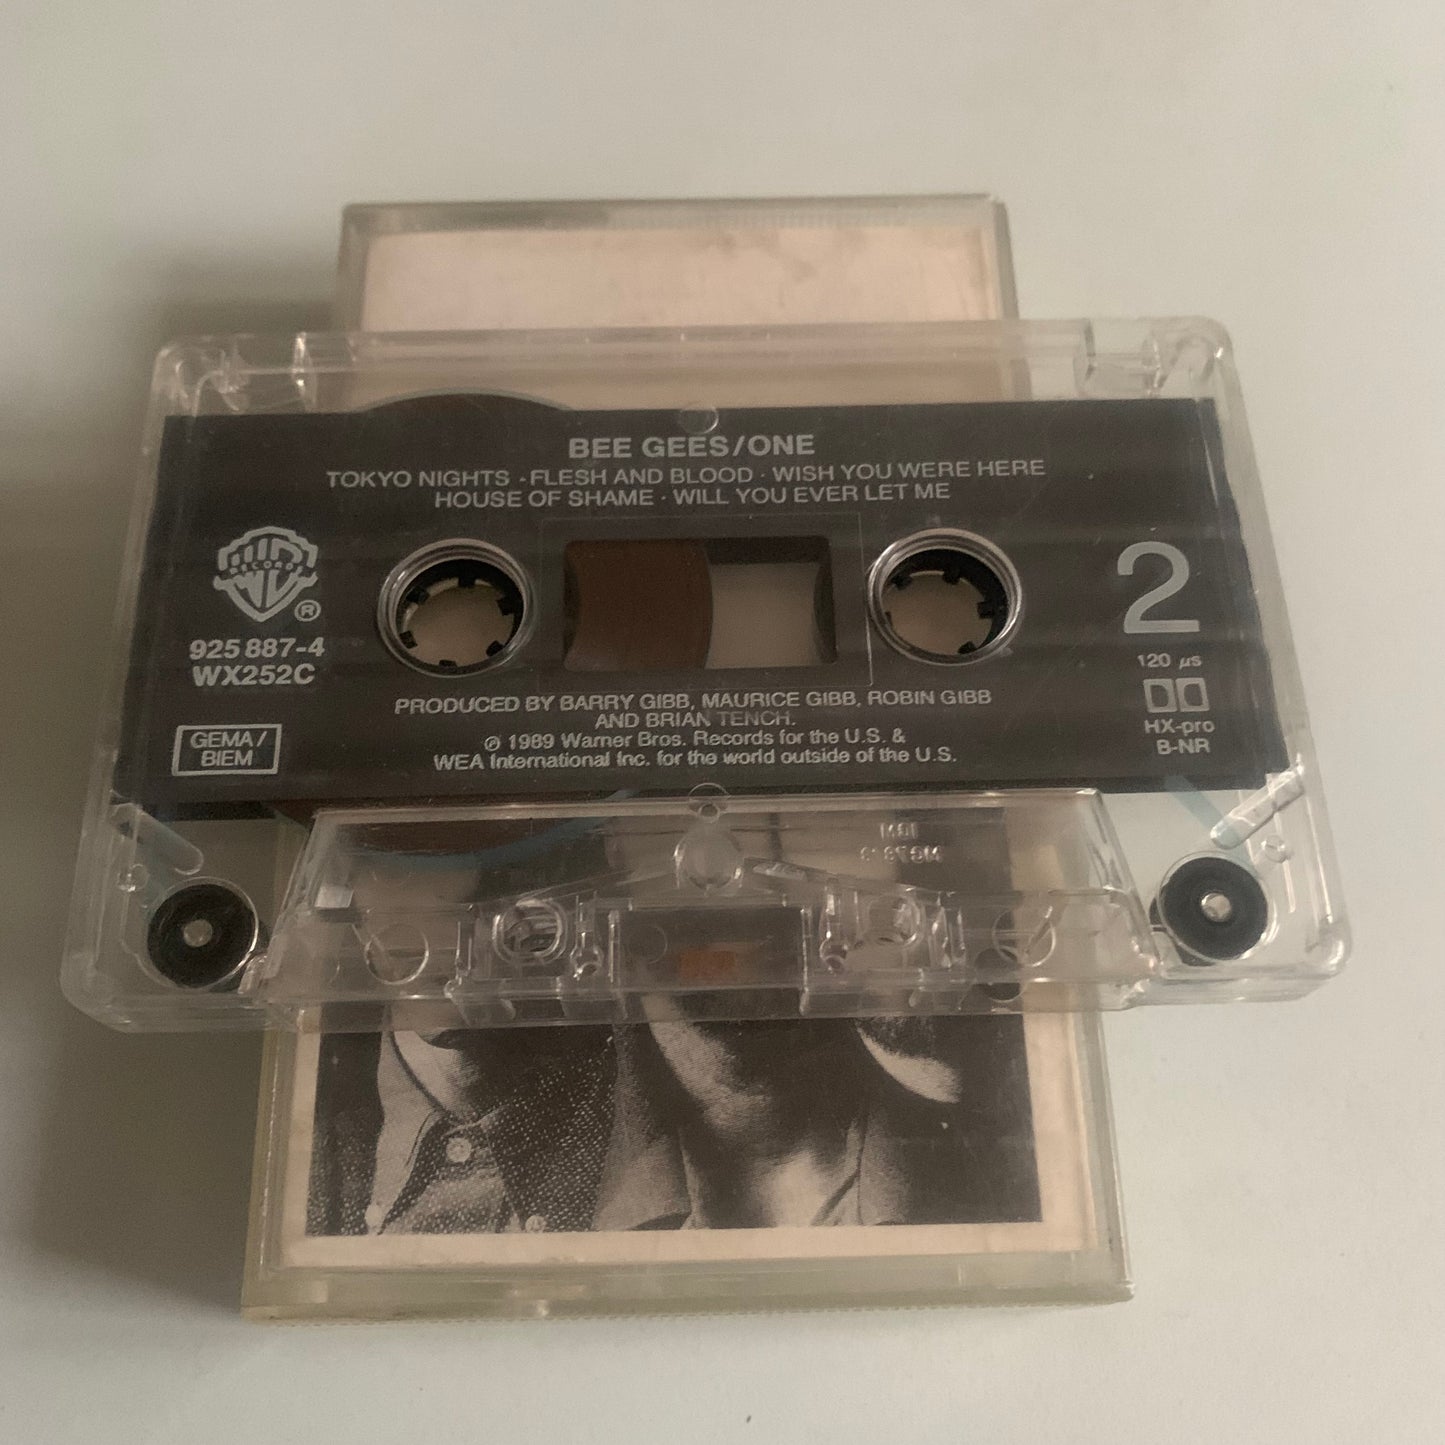 BEE GEES/ONE
TOKYO NIGHTS · FLESH AND BLOOD · WISH YOU WERE HERE
HOUSE OF SHAME · WILL YOU EVER LET ME
RECORDS
®
925 887-4
WX252C
GEMA/
BIEM
2
120 µs
HX-pro
B-NR
PRODUCED BY BARRY GIBB, MAURICE GIBB, ROBIN GIBB
AND BRIAN TENCH.
℗ 1989 Warner Bros. Records for the U.S. &
WEA International Inc. for the world outside of the U.S.